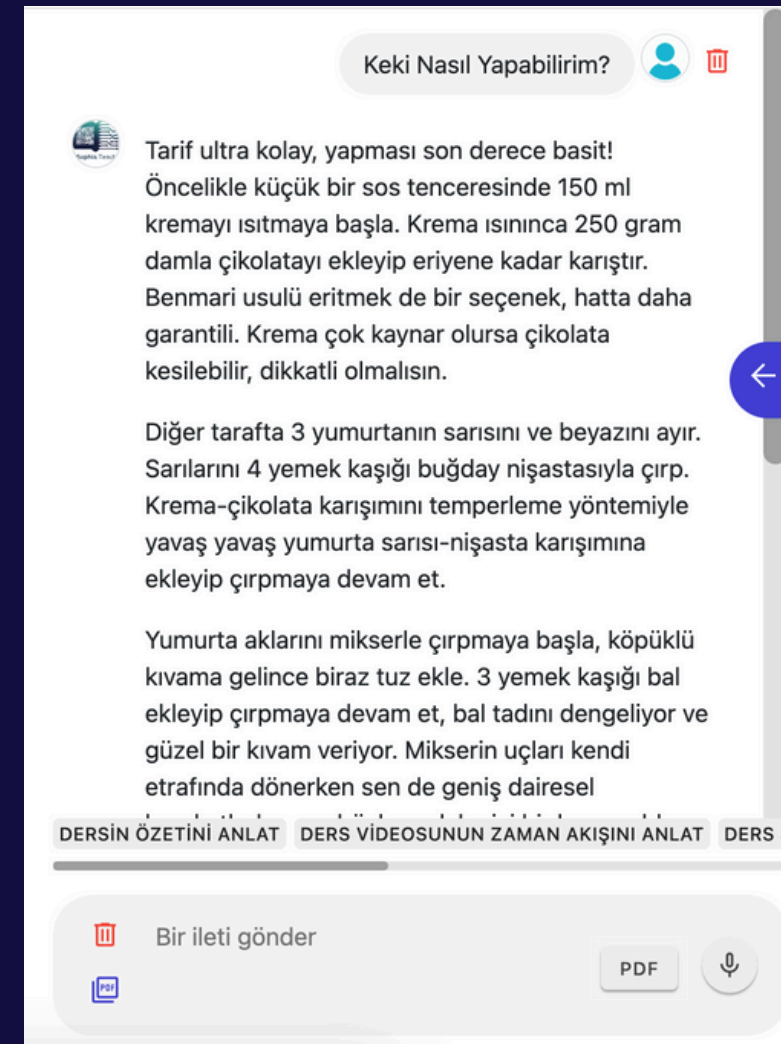 Keki Nasıl Yapabilirim?
Tarif ultra kolay, yapması son derece basit!
Öncelikle küçük bir sos tenceresinde 150 ml
kremayı ısıtmaya başla. Krema ısınınca 250 gram
damla çikolatayı ekleyip eriyene kadar karıştır.
Benmari usulü eritmek de bir seçenek, hatta daha
garantili. Krema çok kaynar olursa çikolata
kesilebilir, dikkatli olmalısın.
Diğer tarafta 3 yumurtanın sarısını ve beyazını ayır.
Sarılarını 4 yemek kaşığı buğday nişastasıyla çırp.
Krema-çikolata karışımını temperleme yöntemiyle
yavaş yavaş yumurta sarısı-nişasta karışımına
ekleyip çırpmaya devam et.
Yumurta aklarını mikserle çırpmaya başla, köpüklü
kıvama gelince biraz tuz ekle. 3 yemek kaşığı bal
ekleyip çırpmaya devam et, bal tadını dengeliyor ve
güzel bir kıvam veriyor. Mikserin uçları kendi
etrafında dönerken sen de geniş dairesel
DERSİN ÖZETİNİ ANLAT DERS VİDEOSUNUN ZAMAN AKIŞINI ANLAT DERS
Bir ileti gönder
PDF
PDF